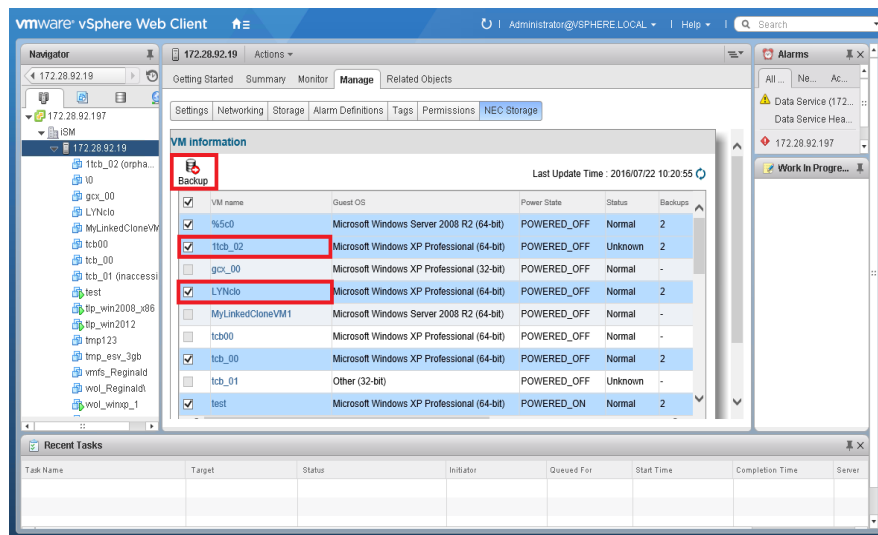 vmware® vSphere Web Client
Administrator@VSPHERE.LOCAL
Help
Search
Navigator
172.28.92.19
172.28.92.197
iSM
172.28.92.19
1tcb_02 (orpha...
\0
gcx_00
LYNclo
MyLinkedCloneVM
tcb00
tcb_00
tcb_01 (inaccessi
test
tlp_win2008_x86
tlp_win2012
tmp123
tmp_esv_3gb
vmfs_Reginald
wol_Reginald\
wol_winxp_1
172.28.92.19 Actions
Getting Started Summary Monitor Manage Related Objects
Settings Networking Storage Alarm Definitions Tags Permissions NEC Storage
VM information
Backup
Last Update Time : 2016/07/22 10:20:55
VM name Guest OS Power State Status Backups
%5c0 Microsoft Windows Server 2008 R2 (64-bit) POWERED_OFF Normal 2
1tcb_02 Microsoft Windows XP Professional (64-bit) POWERED_OFF Unknown 2
gcx_00 Microsoft Windows XP Professional (32-bit) POWERED_OFF Normal -
LYNclo Microsoft Windows XP Professional (64-bit) POWERED_OFF Normal 2
MyLinkedCloneVM1 Microsoft Windows Server 2008 R2 (64-bit) POWERED_OFF Normal -
tcb00 Microsoft Windows XP Professional (64-bit) POWERED_OFF Normal -
tcb_00 Microsoft Windows XP Professional (64-bit) POWERED_OFF Normal 2
tcb_01 Other (32-bit) POWERED_OFF Unknown -
test Microsoft Windows XP Professional (64-bit) POWERED_ON Normal 2
Alarms
All ... Ne... Ac...
Data Service (172...
Data Service Hea...
172.28.92.197
Work In Progre...
Recent Tasks
Task Name Target Status Initiator Queued For Start Time Completion Time Server